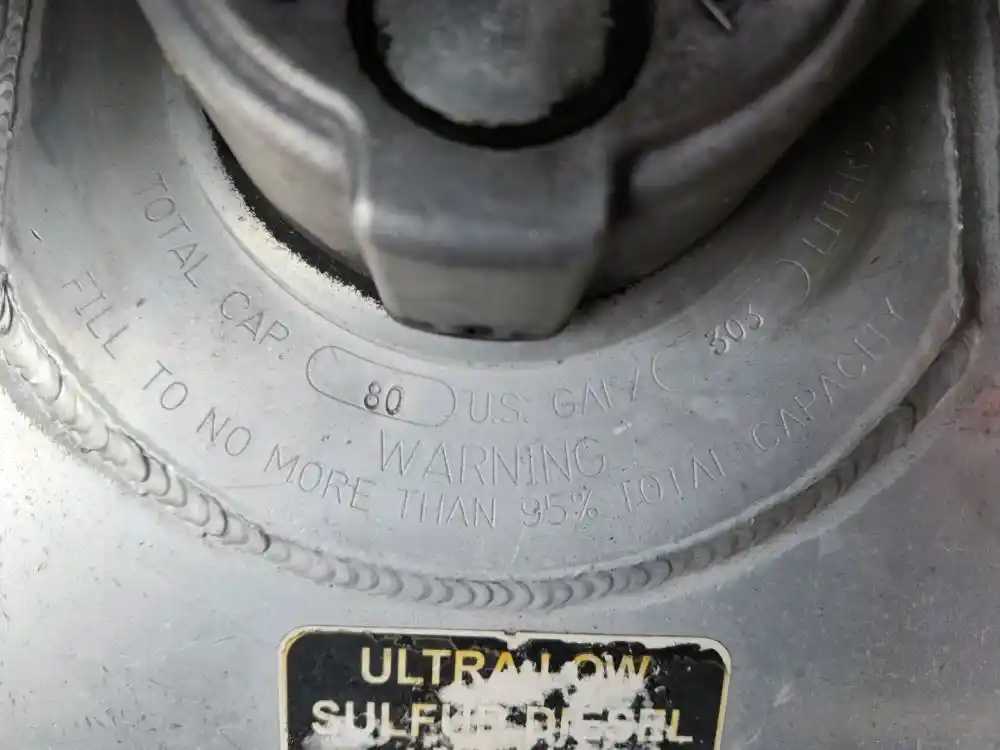 TOTAL CAP. 80 U.S. GAL/ 303 LITERS
WARNING
FILL TO NO MORE THAN 95% TOTAL CAPACITY
ULTRA LOW
SULFUR DIESEL